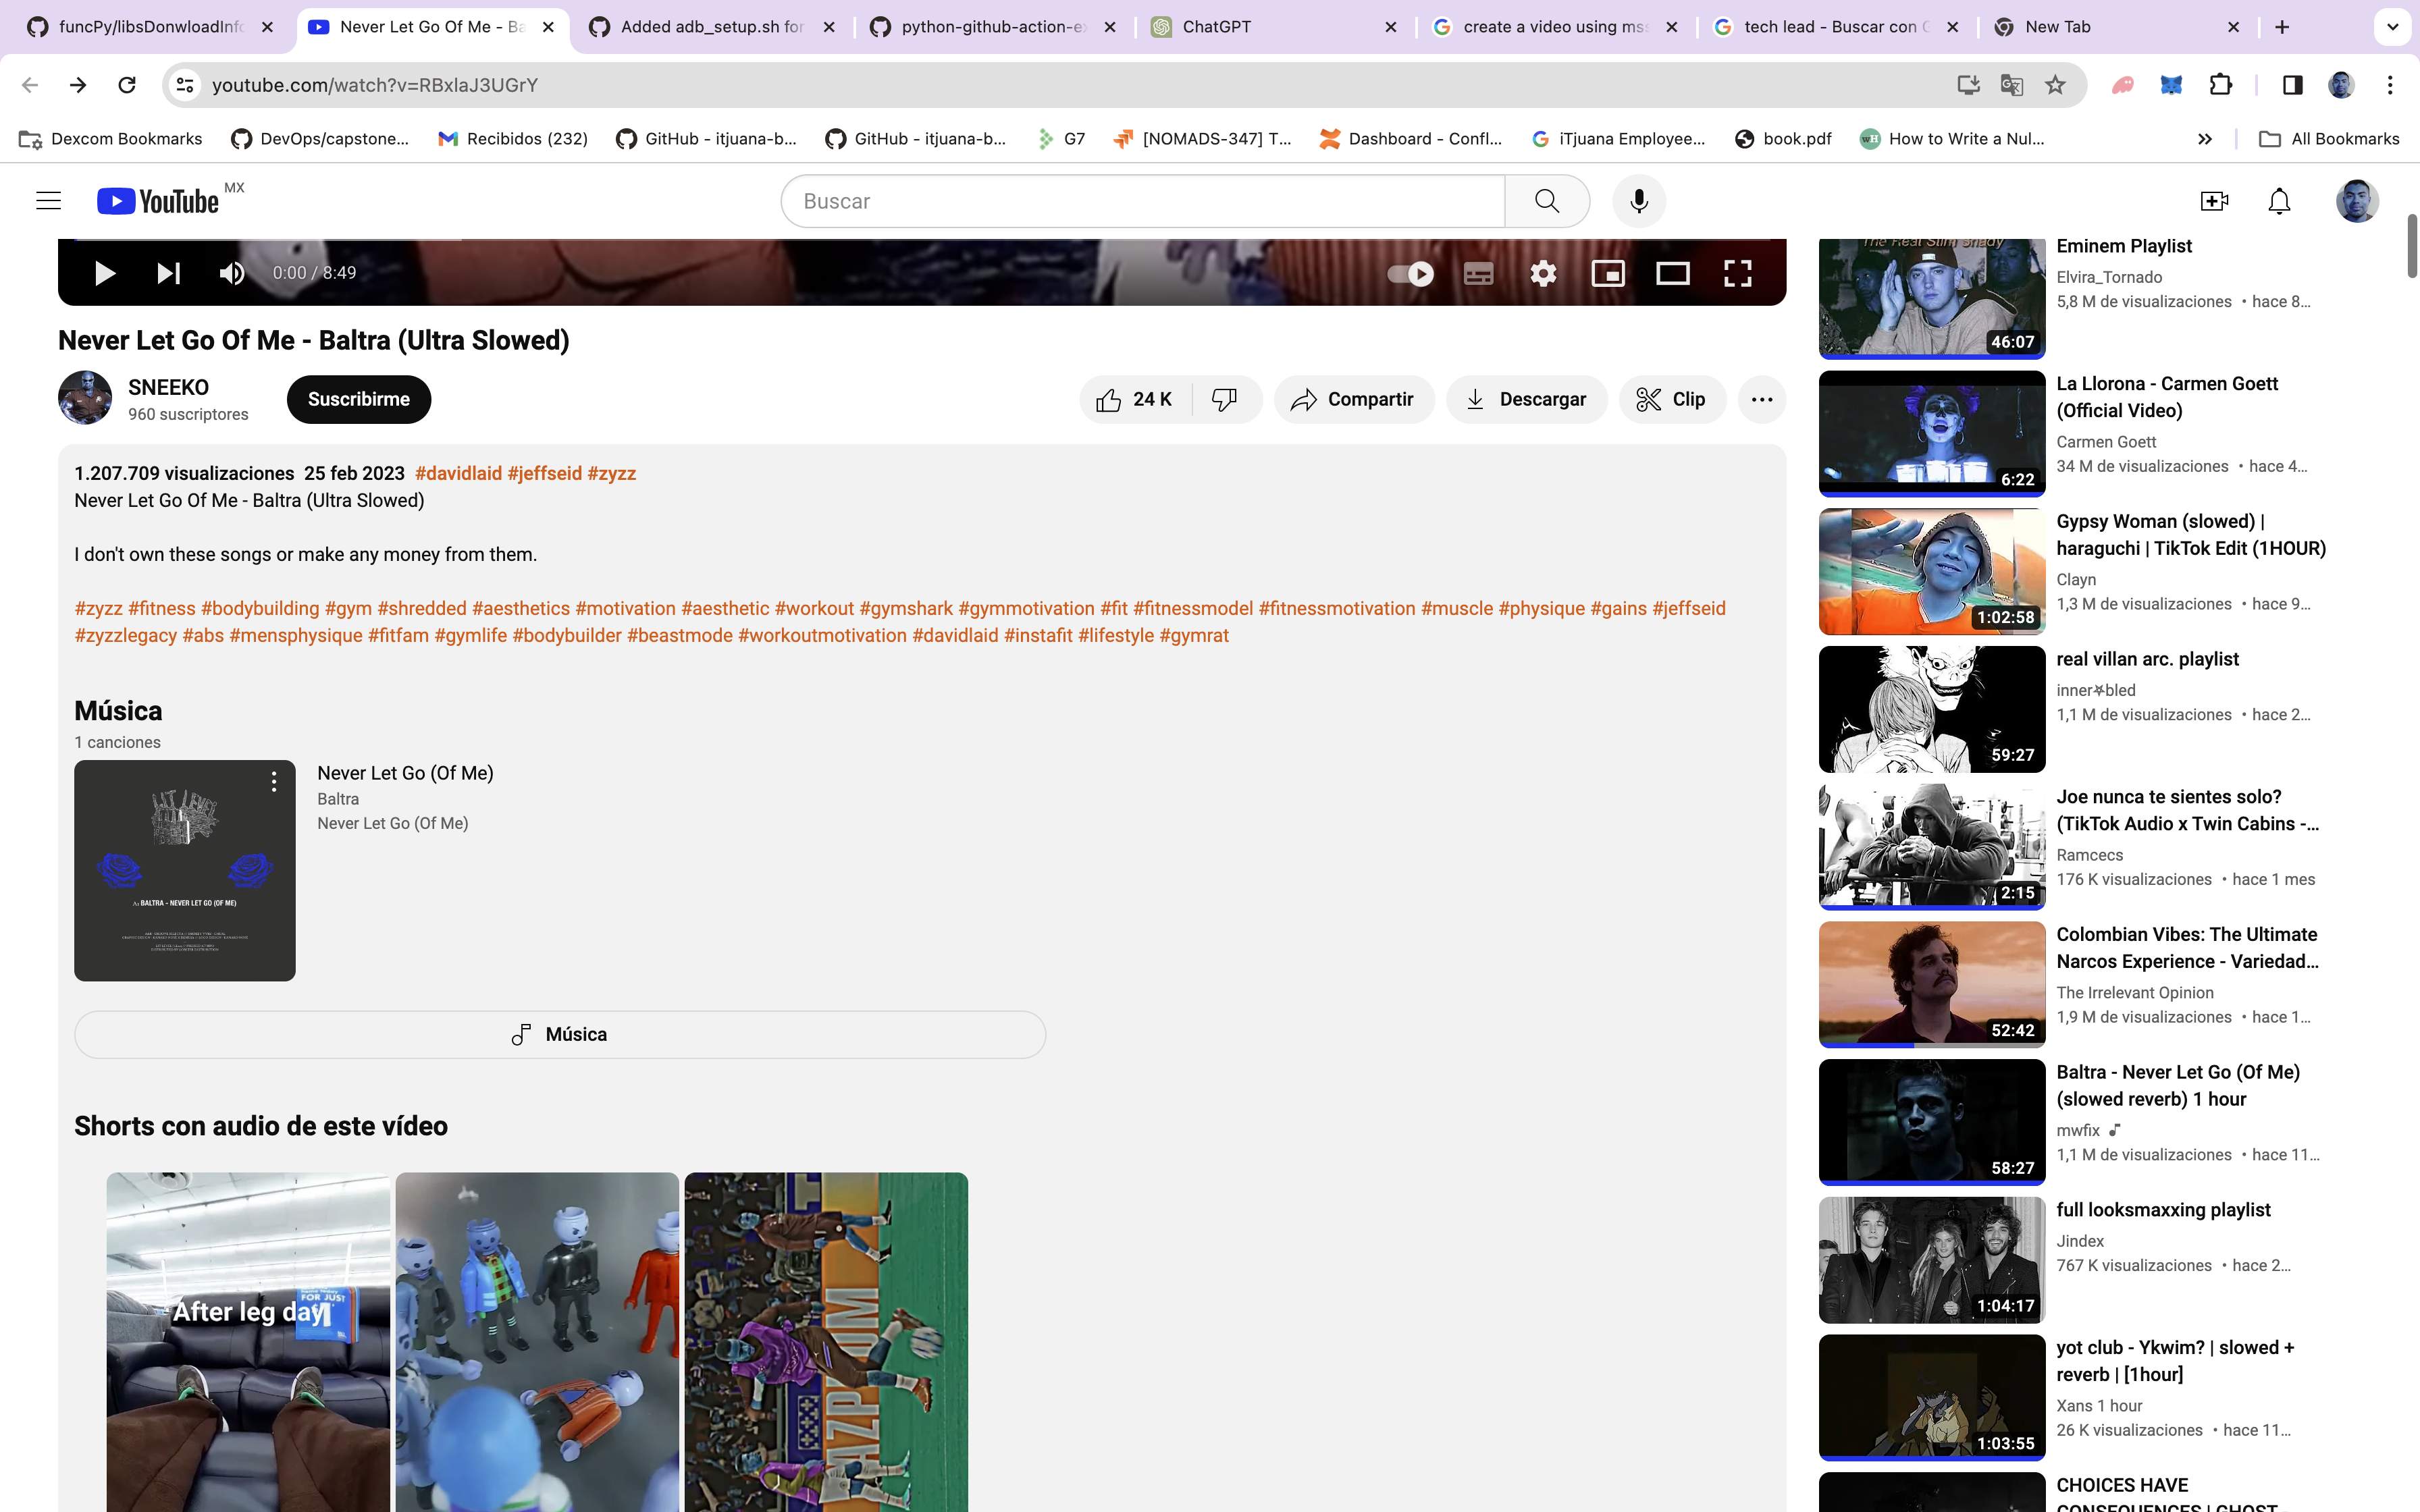 funcPy/libsDonwloadInfo
Never Let Go Of Me - Ba
Added adb_setup.sh for
python-github-action-e
ChatGPT
create a video using mss
tech lead - Buscar con G
New Tab
youtube.com/watch?v=RBxlaJ3UGrY
Dexcom Bookmarks
DevOps/capstone...
Recibidos (232)
GitHub - itjuana-b...
GitHub - itjuana-b...
G7
[NOMADS-347] T...
Dashboard - Confl...
iTjuana Employee...
book.pdf
How to Write a Nul...
All Bookmarks
YouTube MX
Buscar
0:00 / 8:49
Never Let Go Of Me - Baltra (Ultra Slowed)
SNEEKO
960 suscriptores
Suscribirme
24 K
Compartir
Descargar
Clip
1.207.709 visualizaciones 25 feb 2023 #davidlaid #jeffseid #zyzz
Never Let Go Of Me - Baltra (Ultra Slowed)
I don't own these songs or make any money from them.
#zyzz #fitness #bodybuilding #gym #shredded #aesthetics #motivation #aesthetic #workout #gymshark #gymmotivation #fit #fitnessmodel #fitnessmotivation #muscle #physique #gains #jeffseid
#zyzzlegacy #abs #mensphysique #fitfam #gymlife #bodybuilder #beastmode #workoutmotivation #davidlaid #instafit #lifestyle #gymrat
Música
1 canciones
BALTRA - NEVER LET GO (OF ME)
Never Let Go (Of Me)
Baltra
Never Let Go (Of Me)
Música
Shorts con audio de este vídeo
FOR JUST
After leg day
AZPROM
The Real Slim Shady
46:07
Eminem Playlist
Elvira_Tornado
5,8 M de visualizaciones • hace 8...
6:22
La Llorona - Carmen Goett
(Official Video)
Carmen Goett
34 M de visualizaciones • hace 4...
1:02:58
Gypsy Woman (slowed) |
haraguchi | TikTok Edit (1HOUR)
Clayn
1,3 M de visualizaciones • hace 9...
59:27
real villan arc. playlist
inner⛧bled
1,1 M de visualizaciones • hace 2...
2:15
Joe nunca te sientes solo?
(TikTok Audio x Twin Cabins -...
Ramcecs
176 K visualizaciones • hace 1 mes
52:42
Colombian Vibes: The Ultimate
Narcos Experience - Variedad...
The Irrelevant Opinion
1,9 M de visualizaciones • hace 1...
58:27
Baltra - Never Let Go (Of Me)
(slowed reverb) 1 hour
mwfix
1,1 M de visualizaciones • hace 11...
1:04:17
full looksmaxxing playlist
Jindex
767 K visualizaciones • hace 2...
1:03:55
yot club - Ykwim? | slowed +
reverb | [1hour]
Xans 1 hour
26 K visualizaciones • hace 11...
CHOICES HAVE
CONSEQUENCES | GHOST -